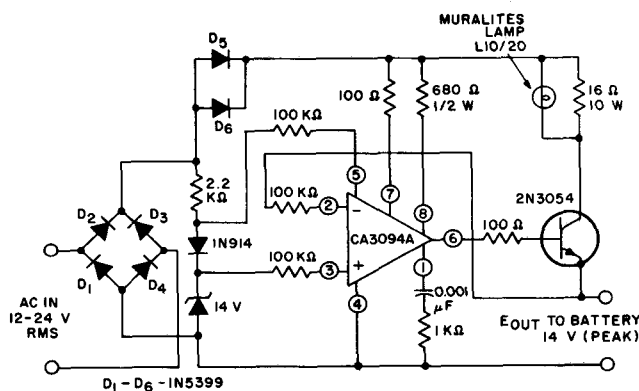 MURALITES
LAMP
L10/20
D5
D6
100 Ω
680 Ω
1/2 W
16 Ω
10 W
100 KΩ
2.2
KΩ
5
7
8
2N3054
100 KΩ
2
−
CA3094A
6
100 Ω
D2
D3
1N914
100 KΩ
3
+
1
4
D1
D4
14 V
0.001
μF
1 KΩ
AC IN
12-24 V
RMS
EOUT TO BATTERY
14 V (PEAK)
D1-D6-1N5399